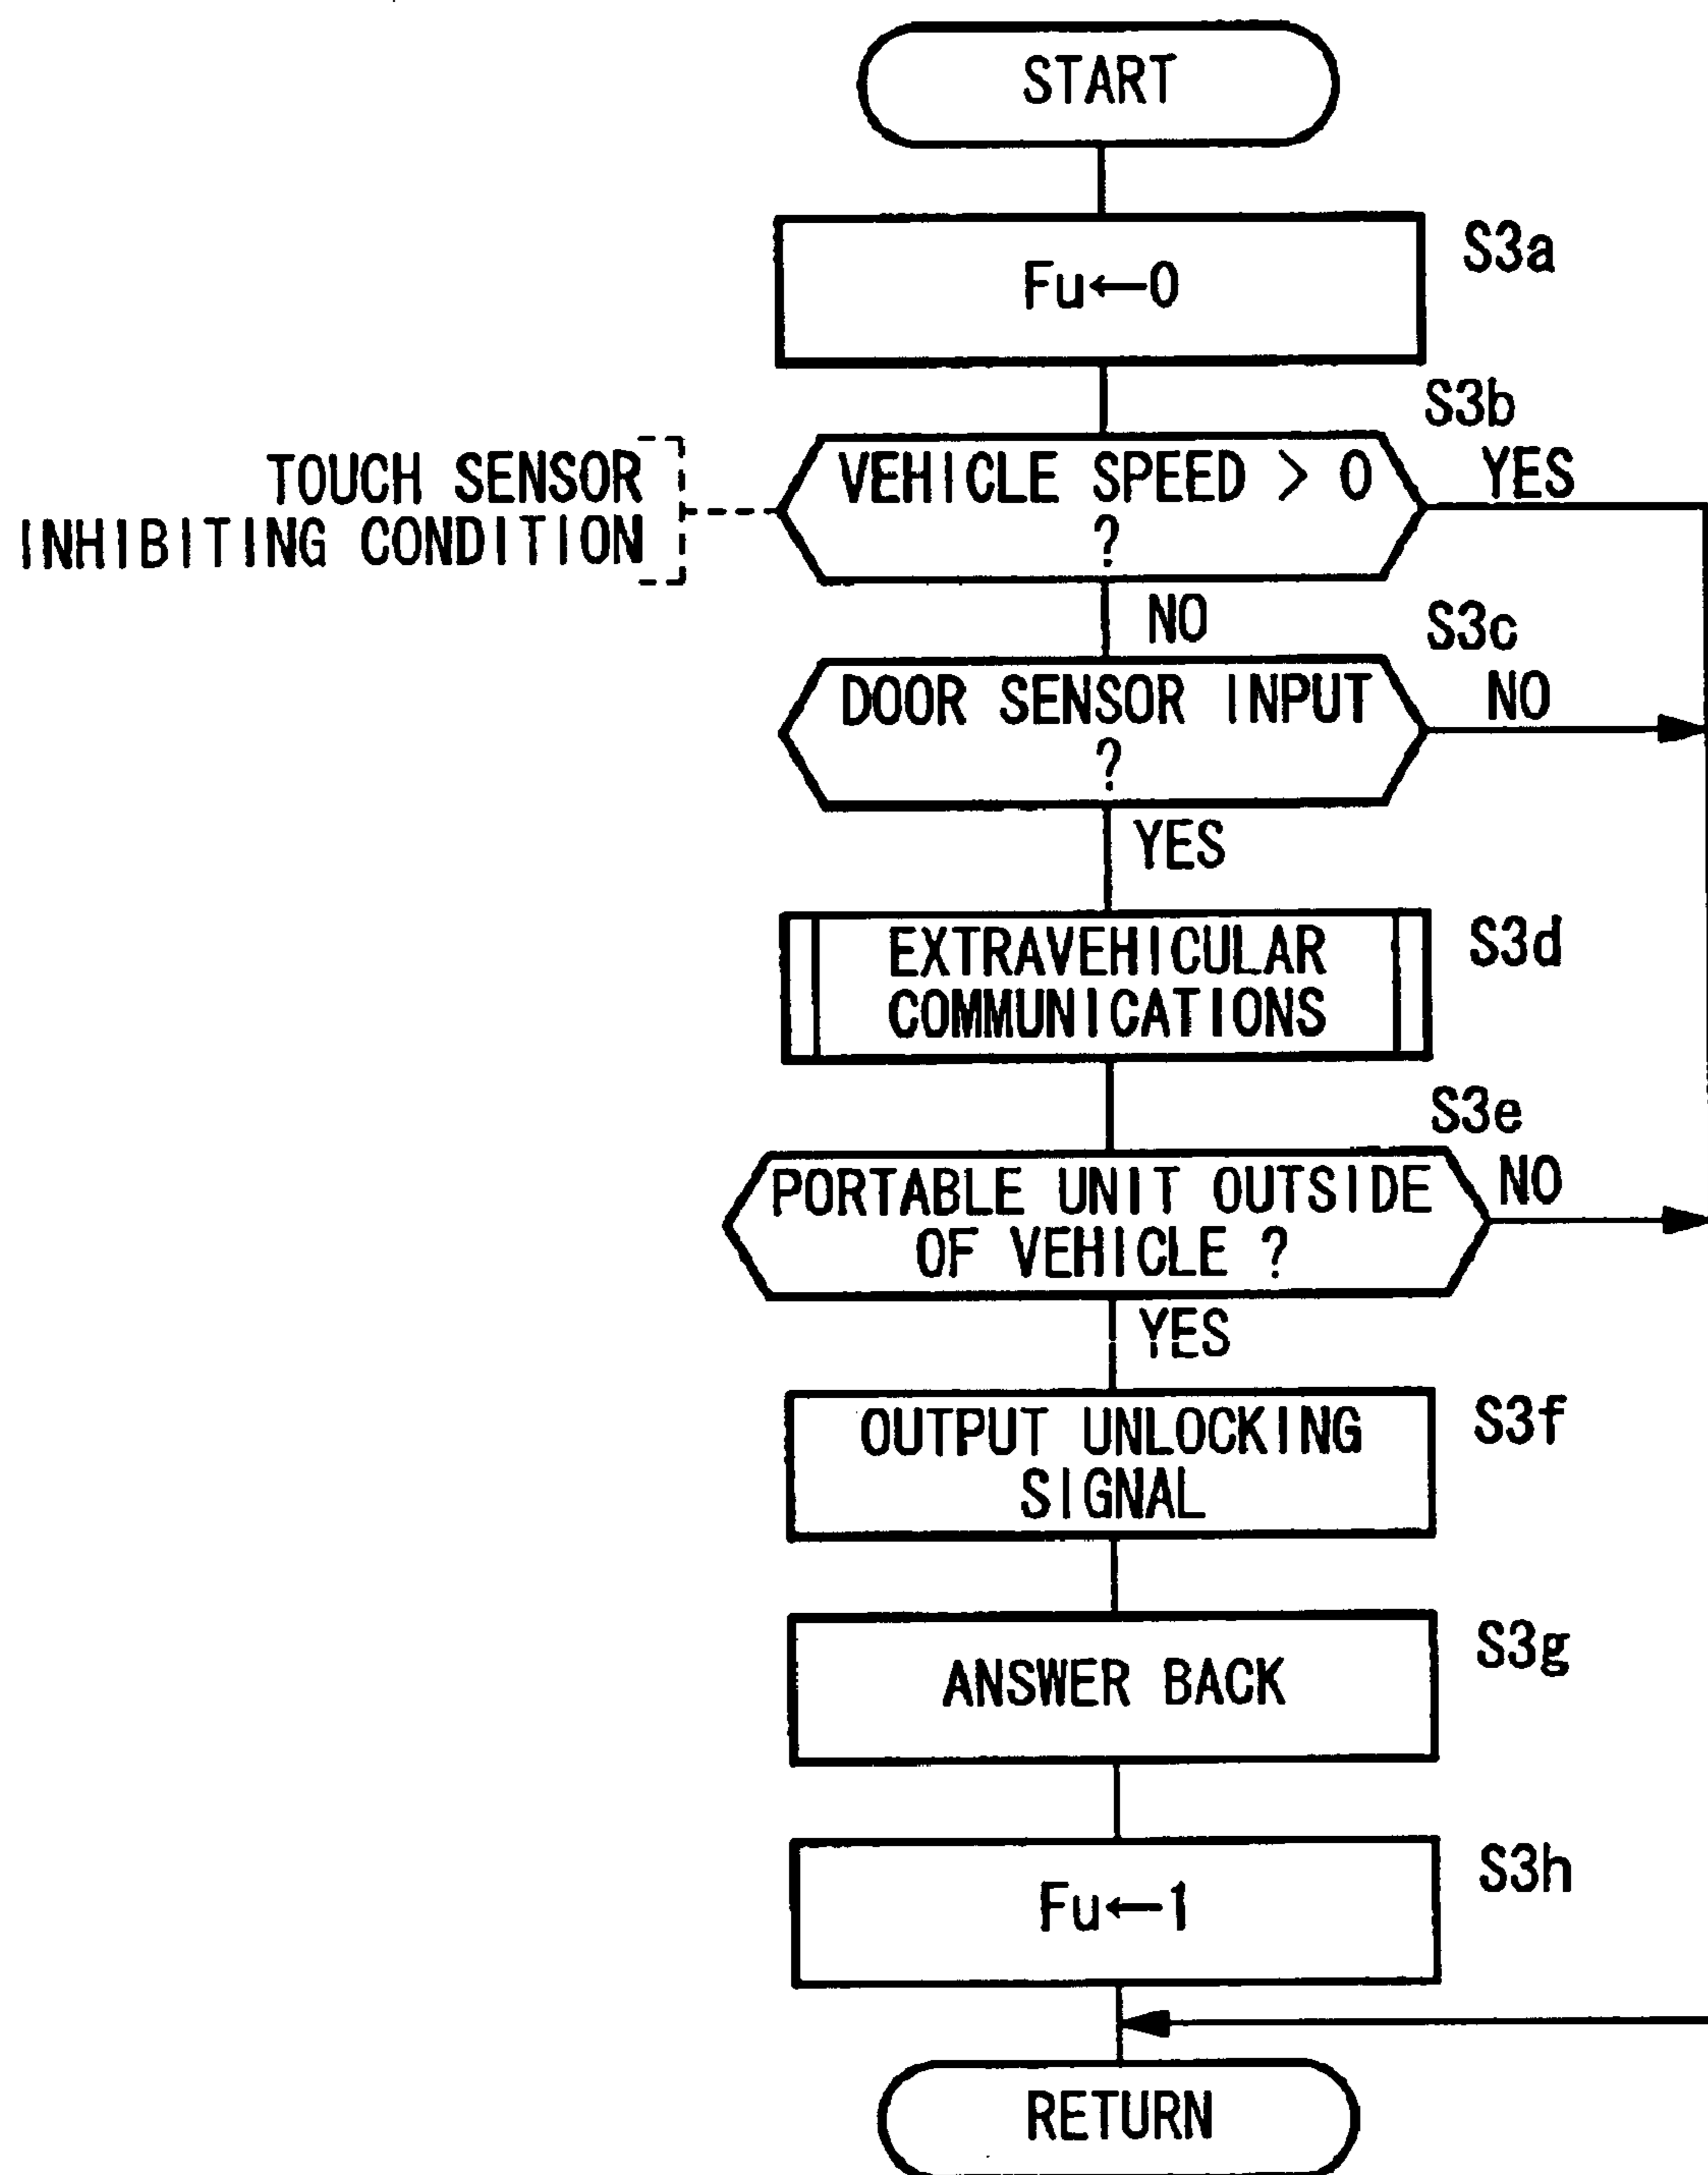 START
Fu←0
S3a
S3b
TOUCH SENSOR
INHIBITING CONDITION
VEHICLE SPEED > 0
?
YES
NO
S3c
DOOR SENSOR INPUT
?
NO
YES
EXTRAVEHICULAR
COMMUNICATIONS
S3d
S3e
PORTABLE UNIT OUTSIDE
OF VEHICLE ?
NO
YES
OUTPUT UNLOCKING
SIGNAL
S3f
ANSWER BACK
S3g
Fu←1
S3h
RETURN